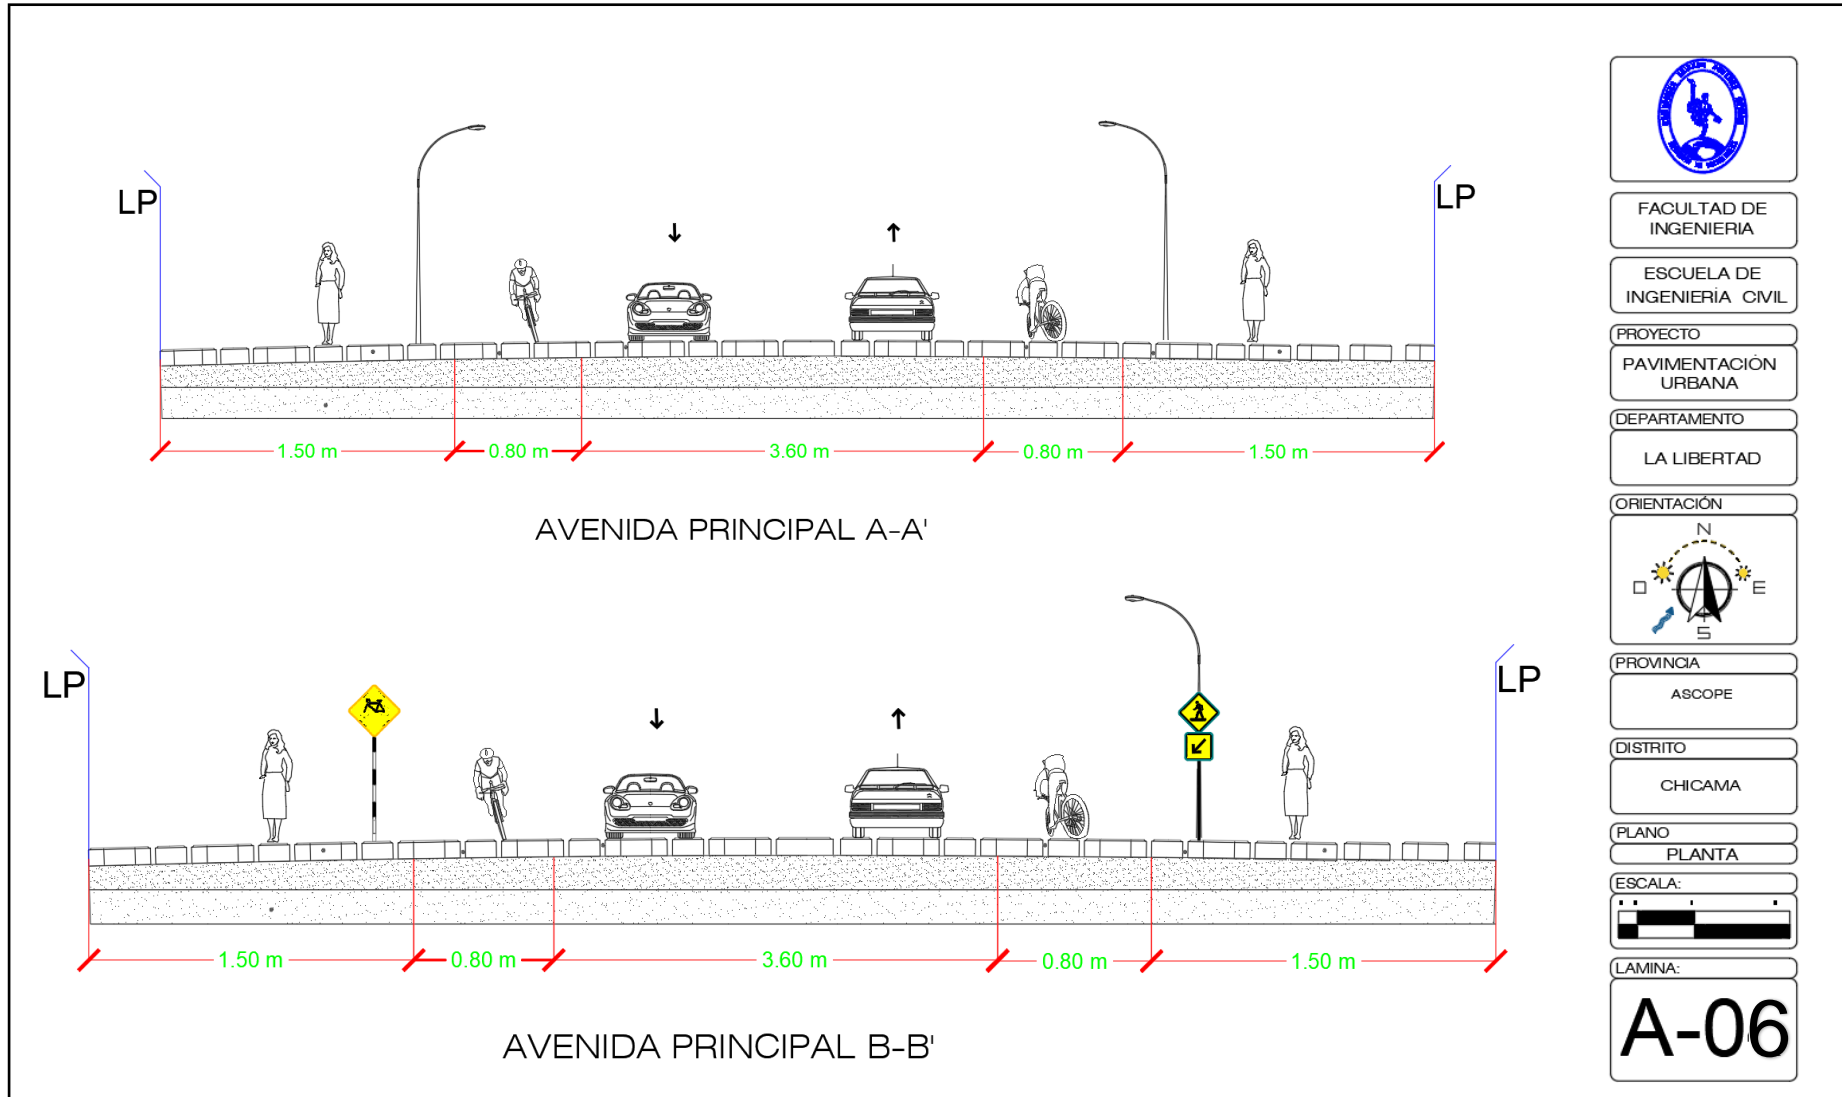 LP
LP
1.50 m
0.80 m
3.60 m
0.80 m
1.50 m
AVENIDA PRINCIPAL A-A'
LP
LP
1.50 m
0.80 m
3.60 m
0.80 m
1.50 m
AVENIDA PRINCIPAL B-B'
FACULTAD DE
INGENIERIA
ESCUELA DE
INGENIERÍA CIVIL
PROYECTO
PAVIMENTACIÓN
URBANA
DEPARTAMENTO
LA LIBERTAD
ORIENTACIÓN
N
O
E
S
PROVINCIA
ASCOPE
DISTRITO
CHICAMA
PLANO
PLANTA
ESCALA:
LAMINA:
A-06